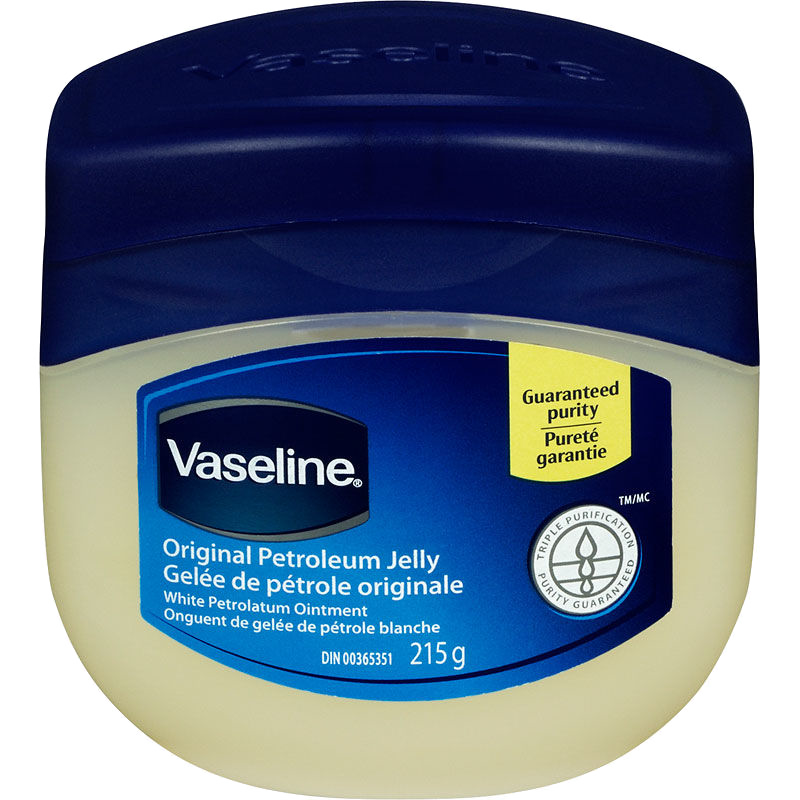 Vaseline
Guaranteed
purity
Pureté
garantie
Vaseline®
TM/MC
TRIPLE PURIFICATION
PURITY GUARANTEED
Original Petroleum Jelly
Gelée de pétrole originale
White Petrolatum Ointment
Onguent de gelée de pétrole blanche
DIN 00365351 215 g